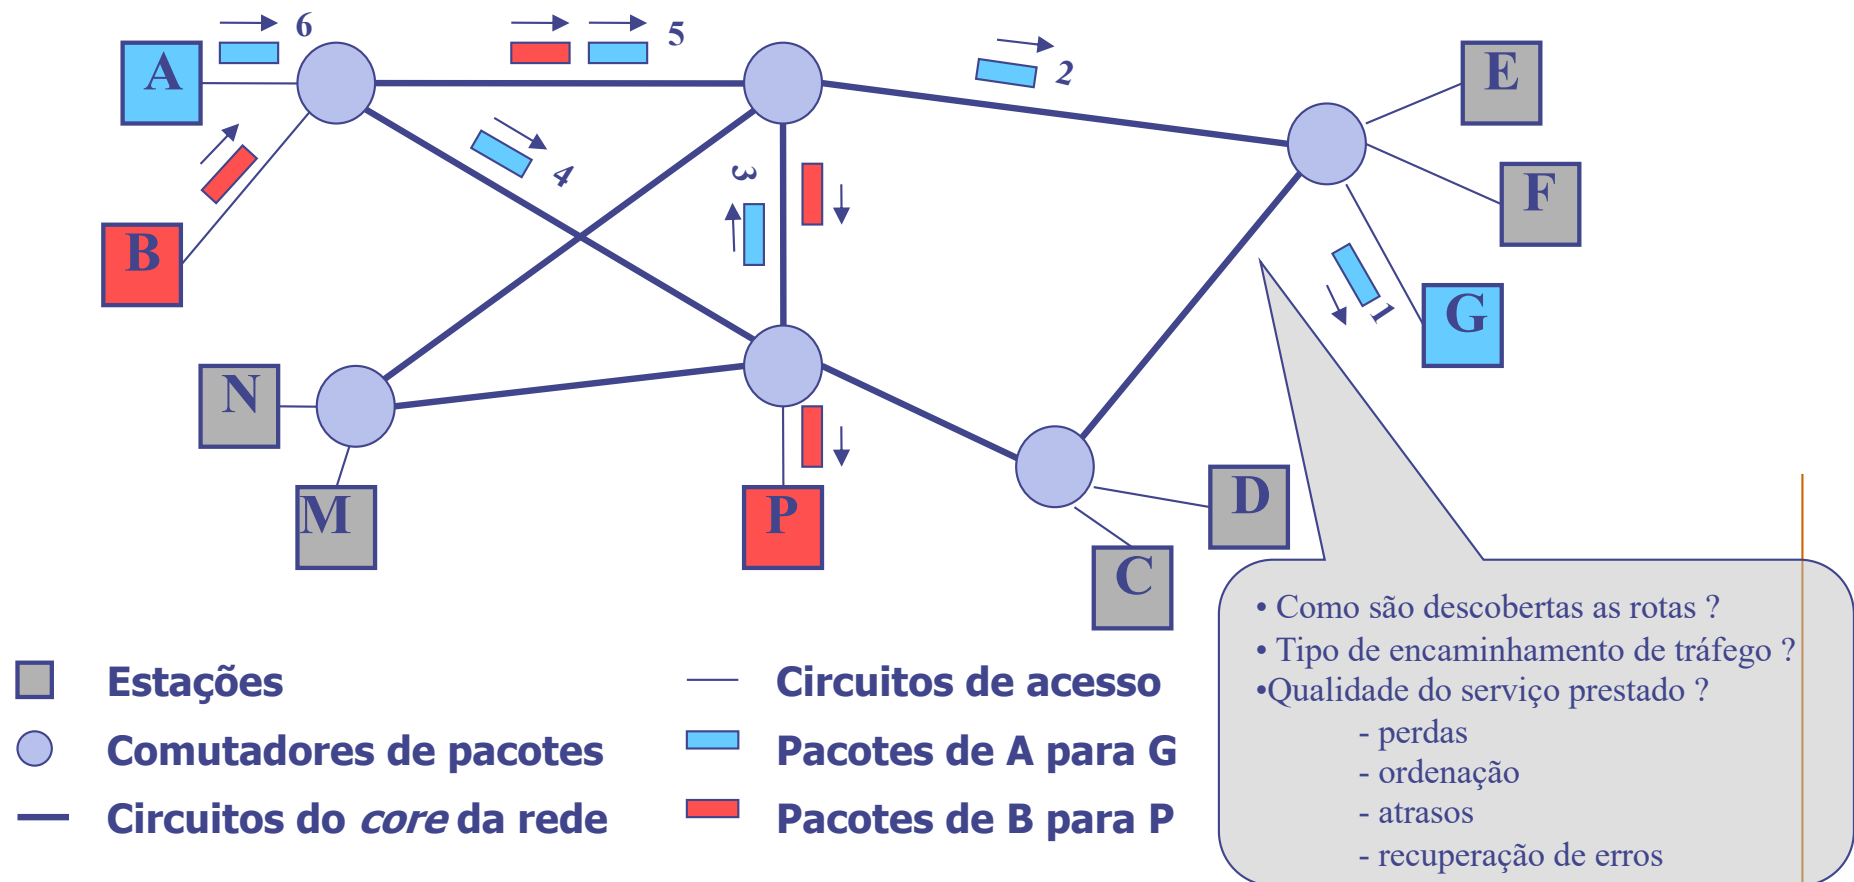 6
5
2
A
E
4
3
B
F
1
G
N
M
P
D
C
• Como são descobertas as rotas ?
• Tipo de encaminhamento de tráfego ?
•Qualidade do serviço prestado ?
- perdas
- ordenação
- atrasos
- recuperação de erros
Estações
Comutadores de pacotes
Circuitos do core da rede
Circuitos de acesso
Pacotes de A para G
Pacotes de B para P